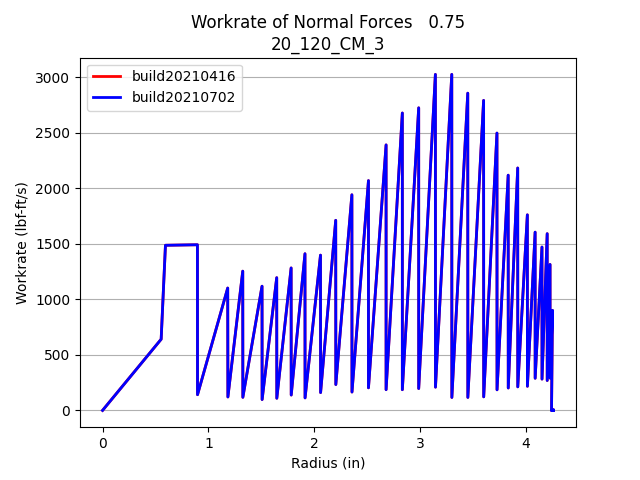 Workrate of Normal Forces   0.75
20_120_CM_3
build20210416
build20210702
3000
2500
2000
1500
1000
500
0
Workrate (lbf-ft/s)
0 1 2 3 4
Radius (in)